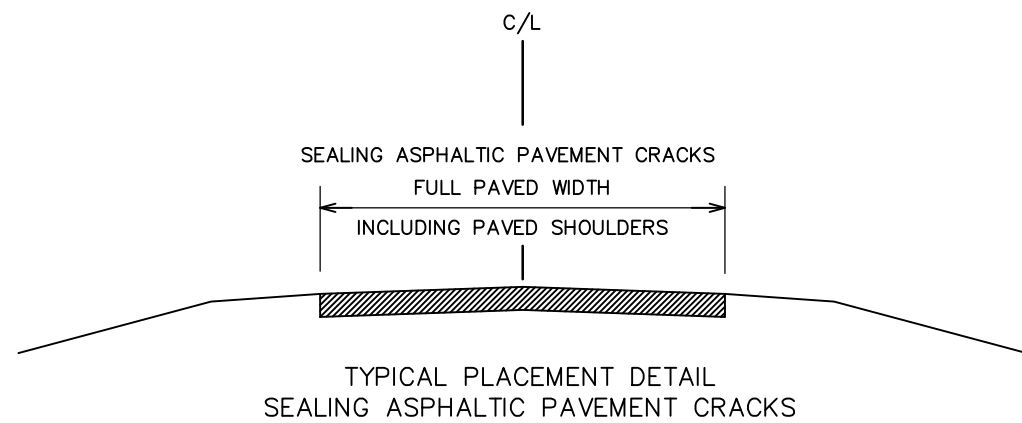 C/L
SEALING ASPHALTIC PAVEMENT CRACKS
FULL PAVED WIDTH
INCLUDING PAVED SHOULDERS
TYPICAL PLACEMENT DETAIL
SEALING ASPHALTIC PAVEMENT CRACKS